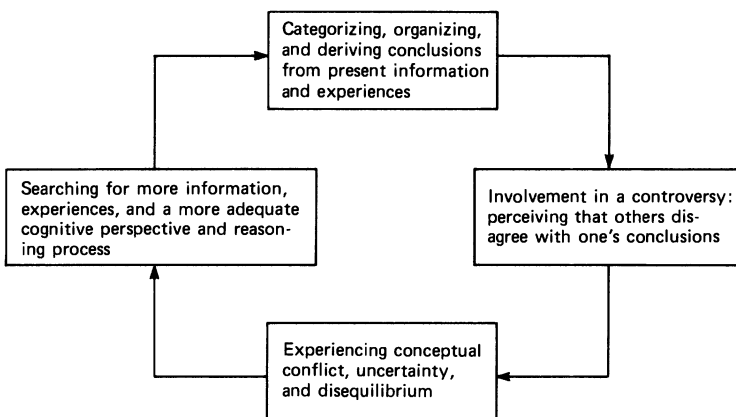 Categorizing, organizing,
and deriving conclusions
from present information
and experiences
Involvement in a controversy:
perceiving that others dis-
agree with one's conclusions
Experiencing conceptual
conflict, uncertainty,
and disequilibrium
Searching for more information,
experiences, and a more adequate
cognitive perspective and reason-
ing process